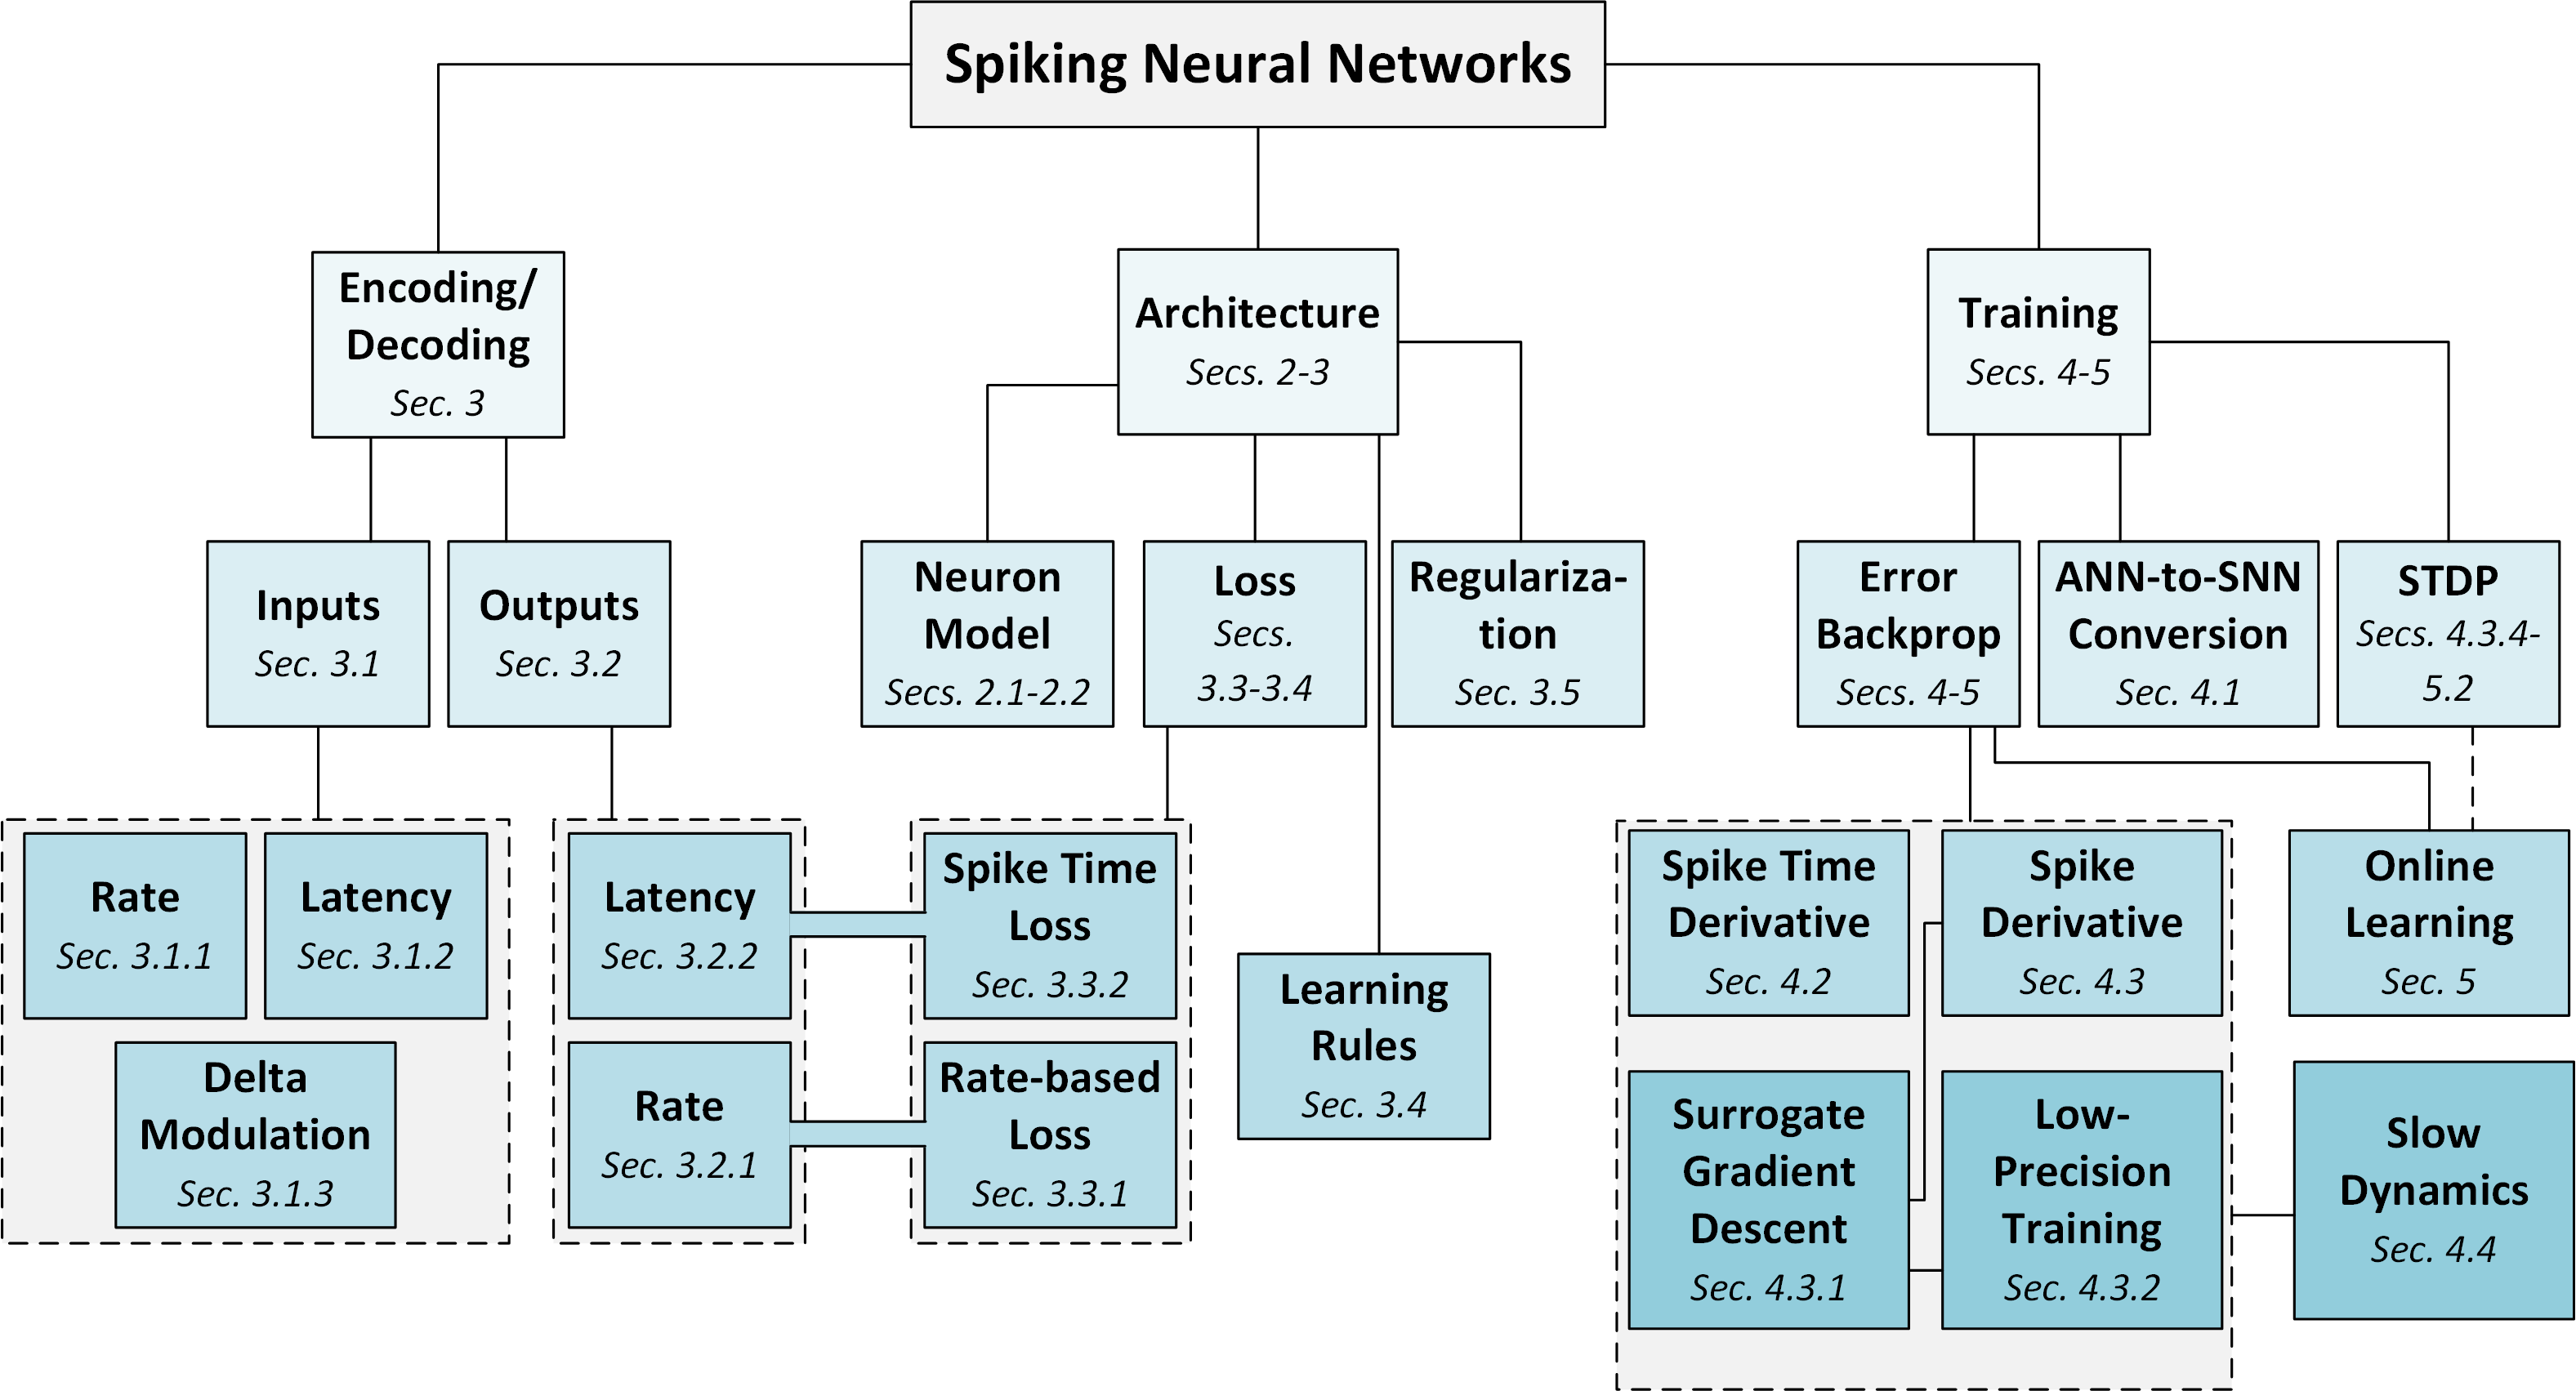 Spiking Neural Networks
Encoding/
Decoding
Sec. 3
Architecture
Secs. 2-3
Training
Secs. 4-5
Inputs
Sec. 3.1
Outputs
Sec. 3.2
Neuron
Model
Secs. 2.1-2.2
Loss
Secs.
3.3-3.4
Regulariza-
tion
Sec. 3.5
Error
Backprop
Secs. 4-5
ANN-to-SNN
Conversion
Sec. 4.1
STDP
Secs. 4.3.4-
5.2
Rate
Sec. 3.1.1
Latency
Sec. 3.1.2
Delta
Modulation
Sec. 3.1.3
Latency
Sec. 3.2.2
Rate
Sec. 3.2.1
Spike Time
Loss
Sec. 3.3.2
Rate-based
Loss
Sec. 3.3.1
Learning
Rules
Sec. 3.4
Spike Time
Derivative
Sec. 4.2
Spike
Derivative
Sec. 4.3
Online
Learning
Sec. 5
Surrogate
Gradient
Descent
Sec. 4.3.1
Low-
Precision
Training
Sec. 4.3.2
Slow
Dynamics
Sec. 4.4